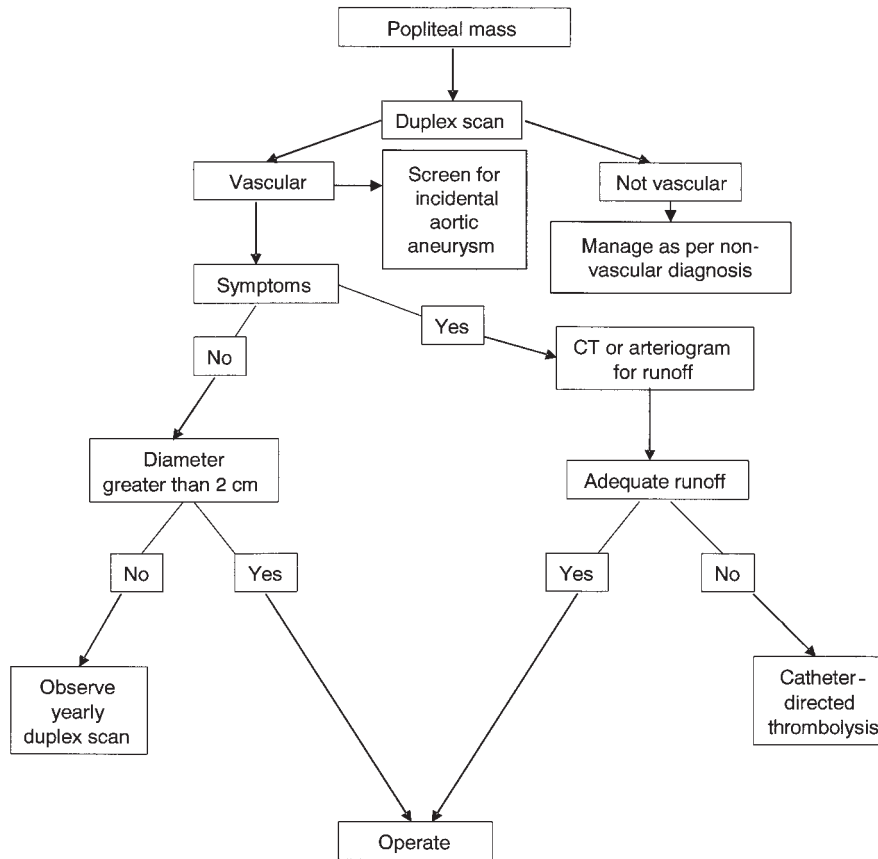 Popliteal mass
Duplex scan
Vascular
Screen for
incidental
aortic
aneurysm
Not vascular
Manage as per non-
vascular diagnosis
Symptoms
Yes
No
CT or arteriogram
for runoff
Diameter
greater than 2 cm
Adequate runoff
No
Yes
Yes
No
Observe
yearly
duplex scan
Catheter-
directed
thrombolysis
Operate